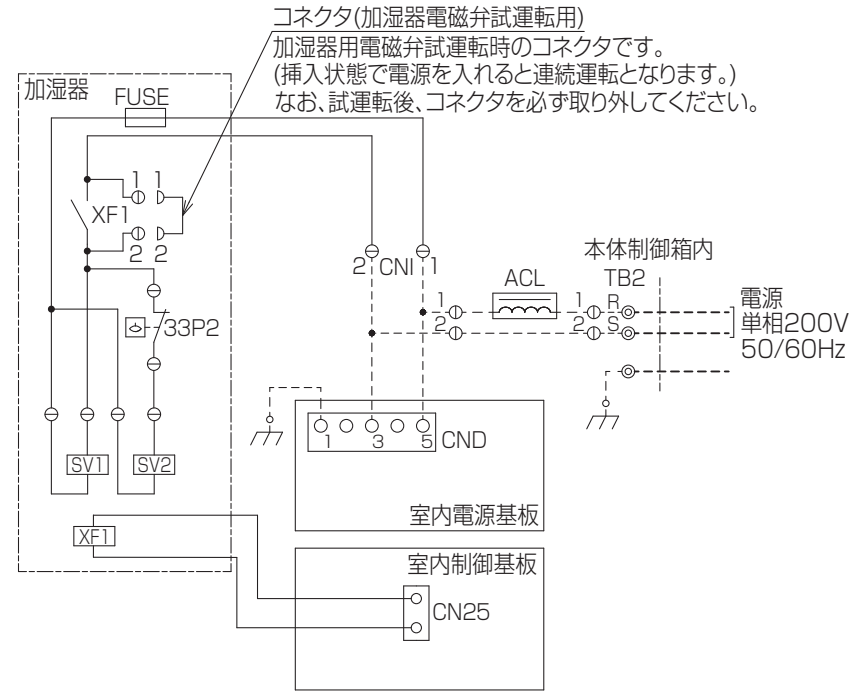 コネクタ(加湿器電磁弁試運転用)
加湿器用電磁弁試運転時のコネクタです。
(挿入状態で電源を入れると連続運転となります。)
なお、試運転後、コネクタを必ず取り外してください。
加湿器
FUSE
1 1
XF1
2 2
33P2
SV1
SV2
XF1
2 CNI 1
本体制御箱内
ACL
TB2
1
1
R
2
2
S
電源
単相200V
50/60Hz
1
3
5
CND
室内電源基板
室内制御基板
CN25